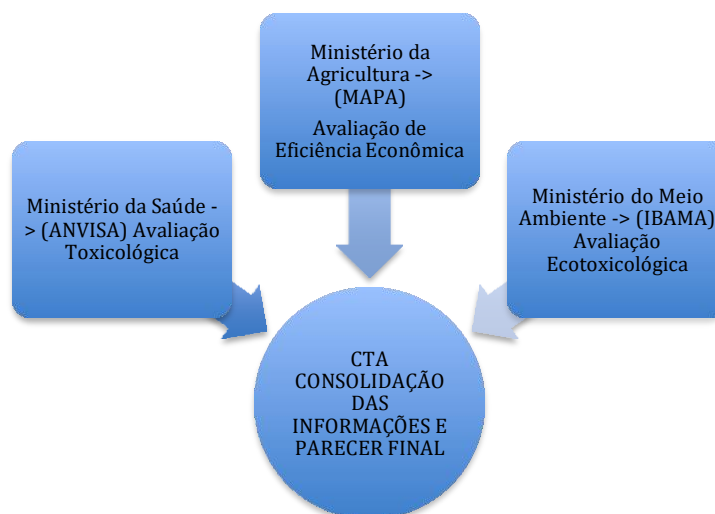 Ministério da
Agricultura ->
(MAPA)
Avaliação de
Eficiência Econômica
Ministério da Saúde -
> (ANVISA) Avaliação
Toxicológica
Ministério do Meio
Ambiente -> (IBAMA)
Avaliação
Ecotoxicológica
CTA
CONSOLIDAÇÃO
DAS
INFORMAÇÕES E
PARECER FINAL